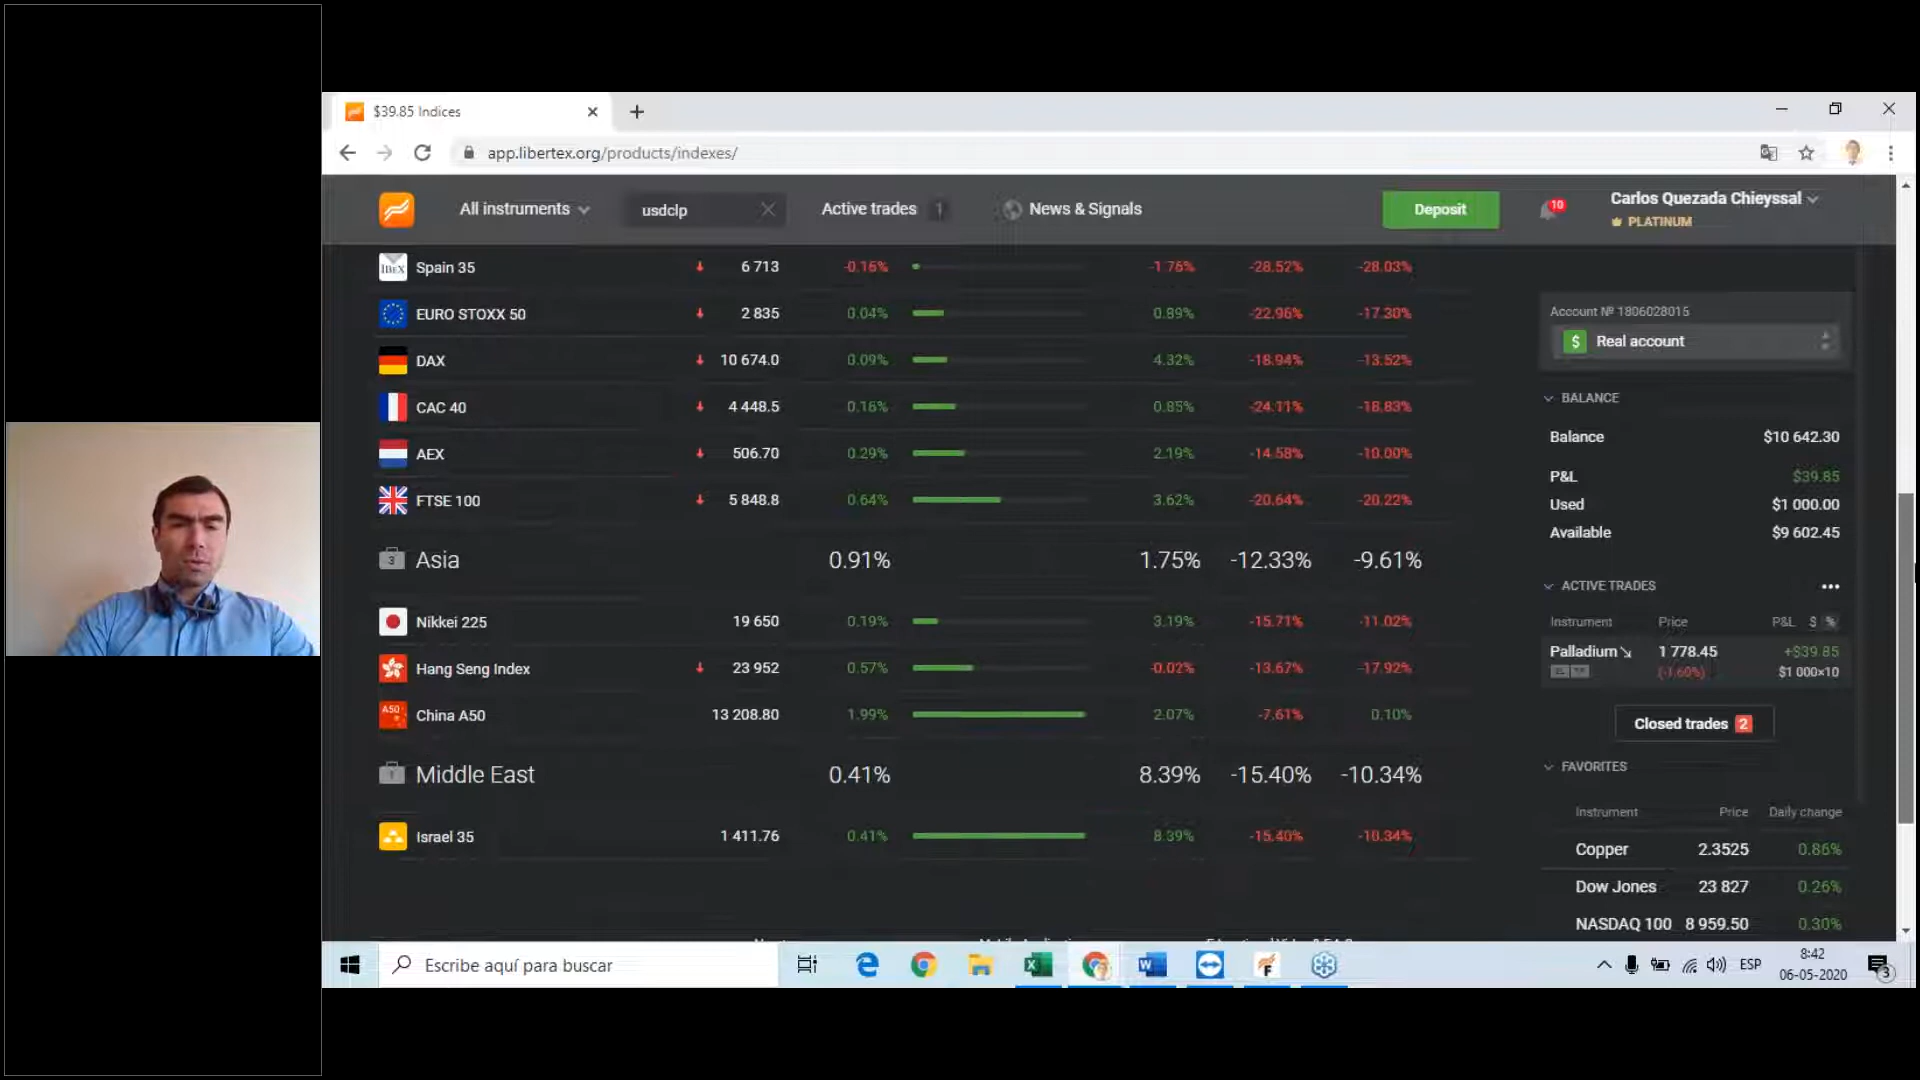 $39.85 Indices
app.libertex.org/products/indexes/
All instruments usdclp Active trades 1 News & Signals Deposit 10 Carlos Quezada Chieyssal
PLATINUM
IBEX Spain 35 6 713 -0.16% -1.76% -28.52% -28.03%
EURO STOXX 50 2 835 0.04% 0.89% -22.96% -17.30%
DAX 10 674.0 0.09% 4.32% -18.94% -13.52%
CAC 40 4 448.5 0.16% 0.85% -24.11% -18.83%
AEX 506.70 0.29% 2.19% -14.58% -10.00%
FTSE 100 5 848.8 0.64% 3.62% -20.64% -20.22%
3 Asia 0.91% 1.75% -12.33% -9.61%
Nikkei 225 19 650 0.19% 3.19% -15.71% -11.02%
Hang Seng Index 23 952 0.57% -0.02% -13.67% -17.92%
A50 China A50 13 208.80 1.99% 2.07% -7.61% 0.10%
1 Middle East 0.41% 8.39% -15.40% -10.34%
Israel 35 1 411.76 0.41% 8.39% -15.40% -10.34%
Account № 1806028015
$ Real account
BALANCE
Balance $10 642.30
P&L $39.85
Used $1 000.00
Available $9 602.45
ACTIVE TRADES
Instrument Price P&L $ %
Palladium 1 778.45 +$39.85
(-1.60%) $1 000×10
Closed trades 2
FAVORITES
Instrument Price Daily change
Copper 2.3525 0.86%
Dow Jones 23 827 0.26%
NASDAQ 100 8 959.50 0.30%
Escribe aquí para buscar
ESP
8:42
06-05-2020
3